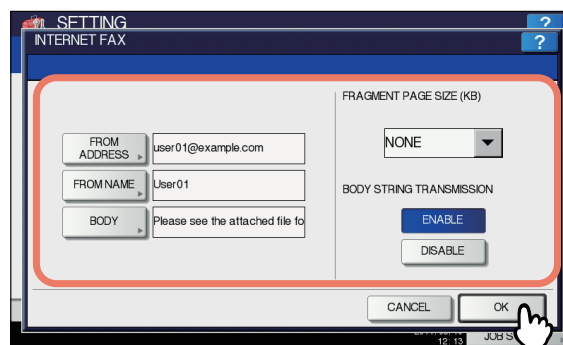 SETTING
?
INTERNET FAX
?
FRAGMENT PAGE SIZE (KB)
FROM
ADDRESS
user01@example.com
NONE
FROM NAME
User01
BODY STRING TRANSMISSION
BODY
Please see the attached file fo
ENABLE
DISABLE
CANCEL
OK
12:13
JOB S